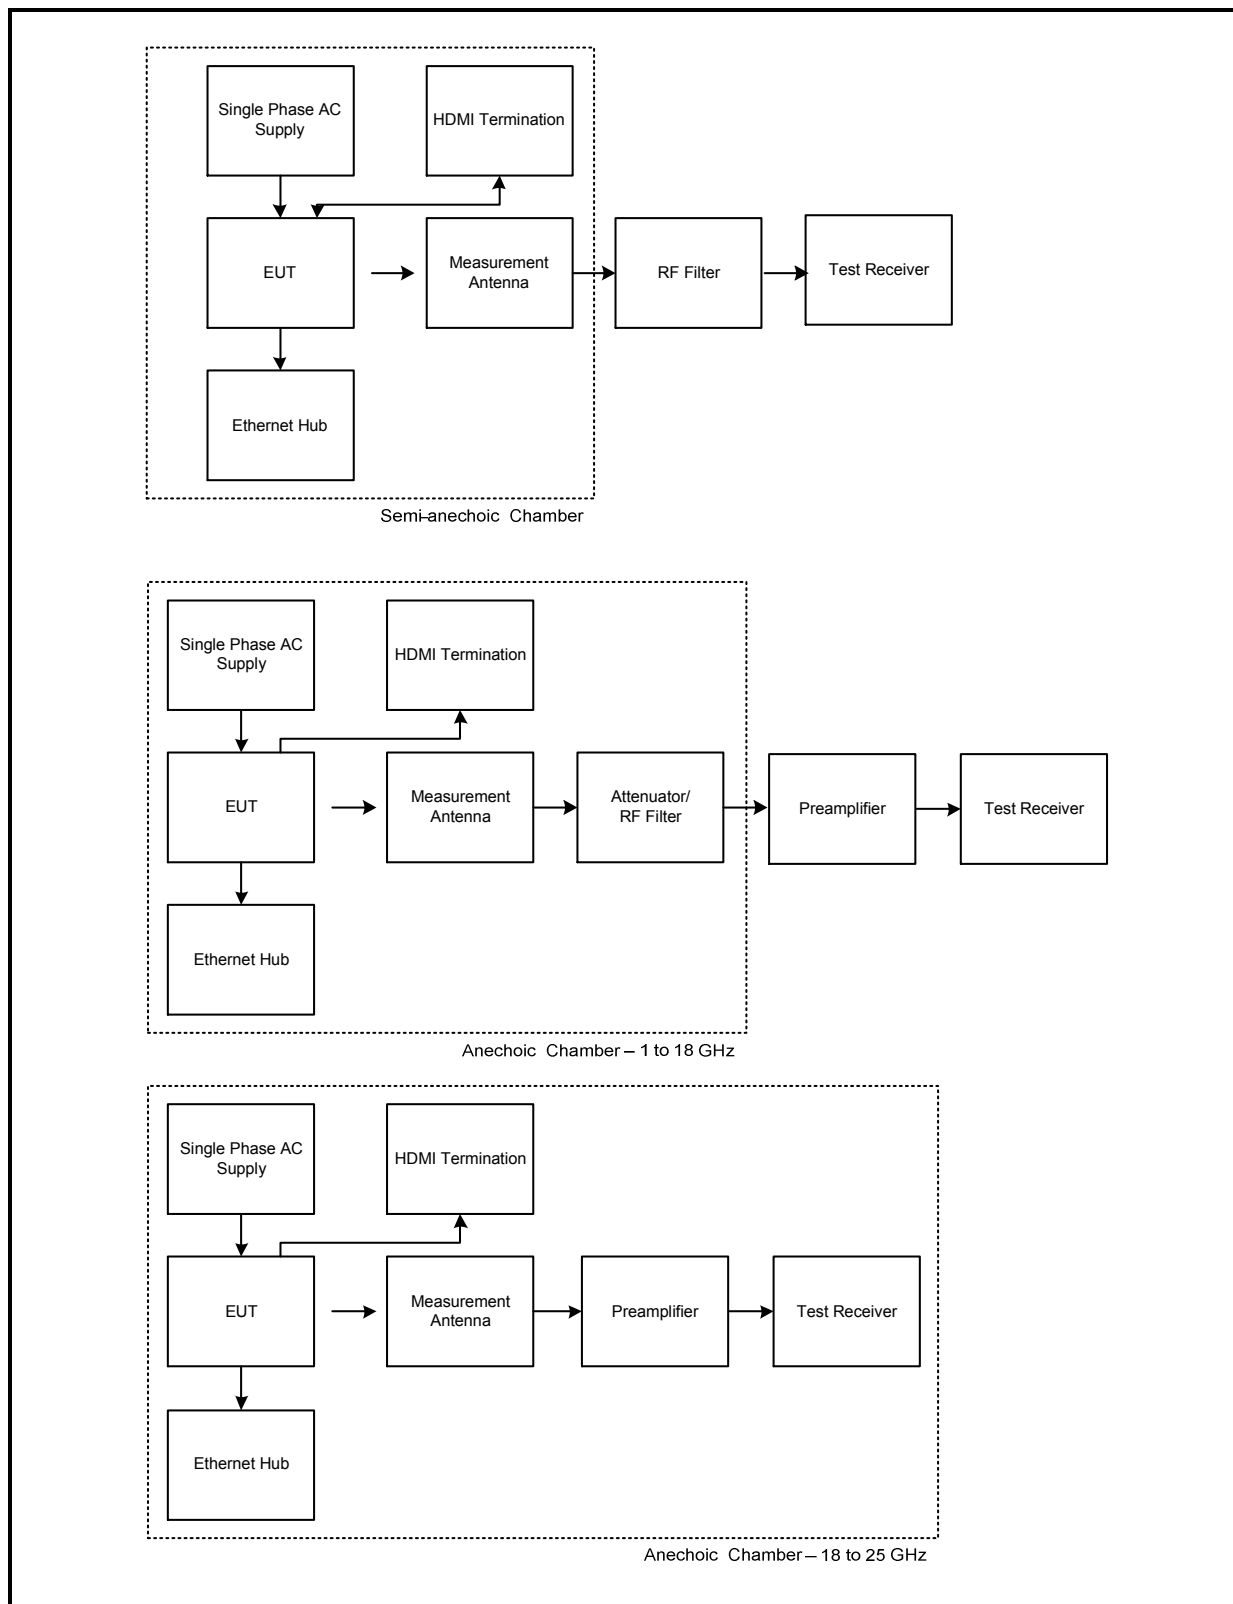 Single Phase AC
Supply
HDMI Termination
EUT
Measurement
Antenna
RF Filter
Test Receiver
Ethernet Hub
Semi-anechoic Chamber
Single Phase AC
Supply
HDMI Termination
EUT
Measurement
Antenna
Attenuator/
RF Filter
Preamplifier
Test Receiver
Ethernet Hub
Anechoic Chamber – 1 to 18 GHz
Single Phase AC
Supply
HDMI Termination
EUT
Measurement
Antenna
Preamplifier
Test Receiver
Ethernet Hub
Anechoic Chamber – 18 to 25 GHz